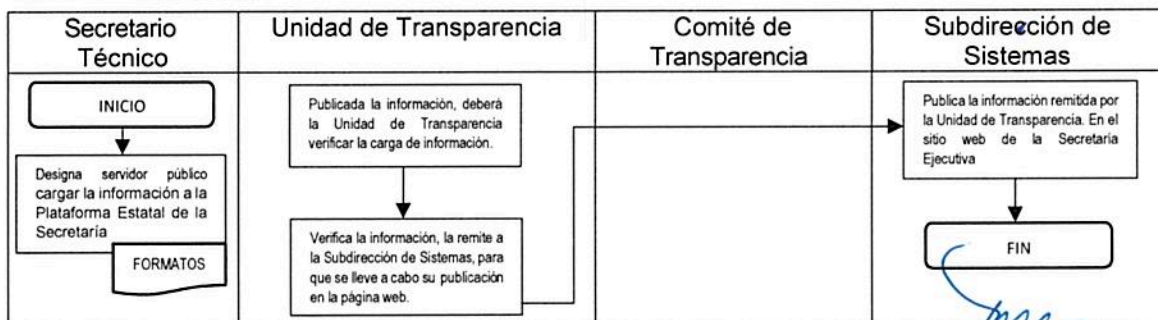 Secretario
Técnico
Unidad de Transparencia
Comité de
Transparencia
Subdirección de
Sistemas
INICIO
Designa servidor público
cargar la información a la
Plataforma Estatal de la
Secretaría
FORMATOS
Publicada la información, deberá
la Unidad de Transparencia
verificar la carga de información.
Verifica la información, la remite a
la Subdirección de Sistemas, para
que se lleve a cabo su publicación
en la página web.
Publica la información remitida por
la Unidad de Transparencia. En el
sitio web de la Secretaría
Ejecutiva
FIN